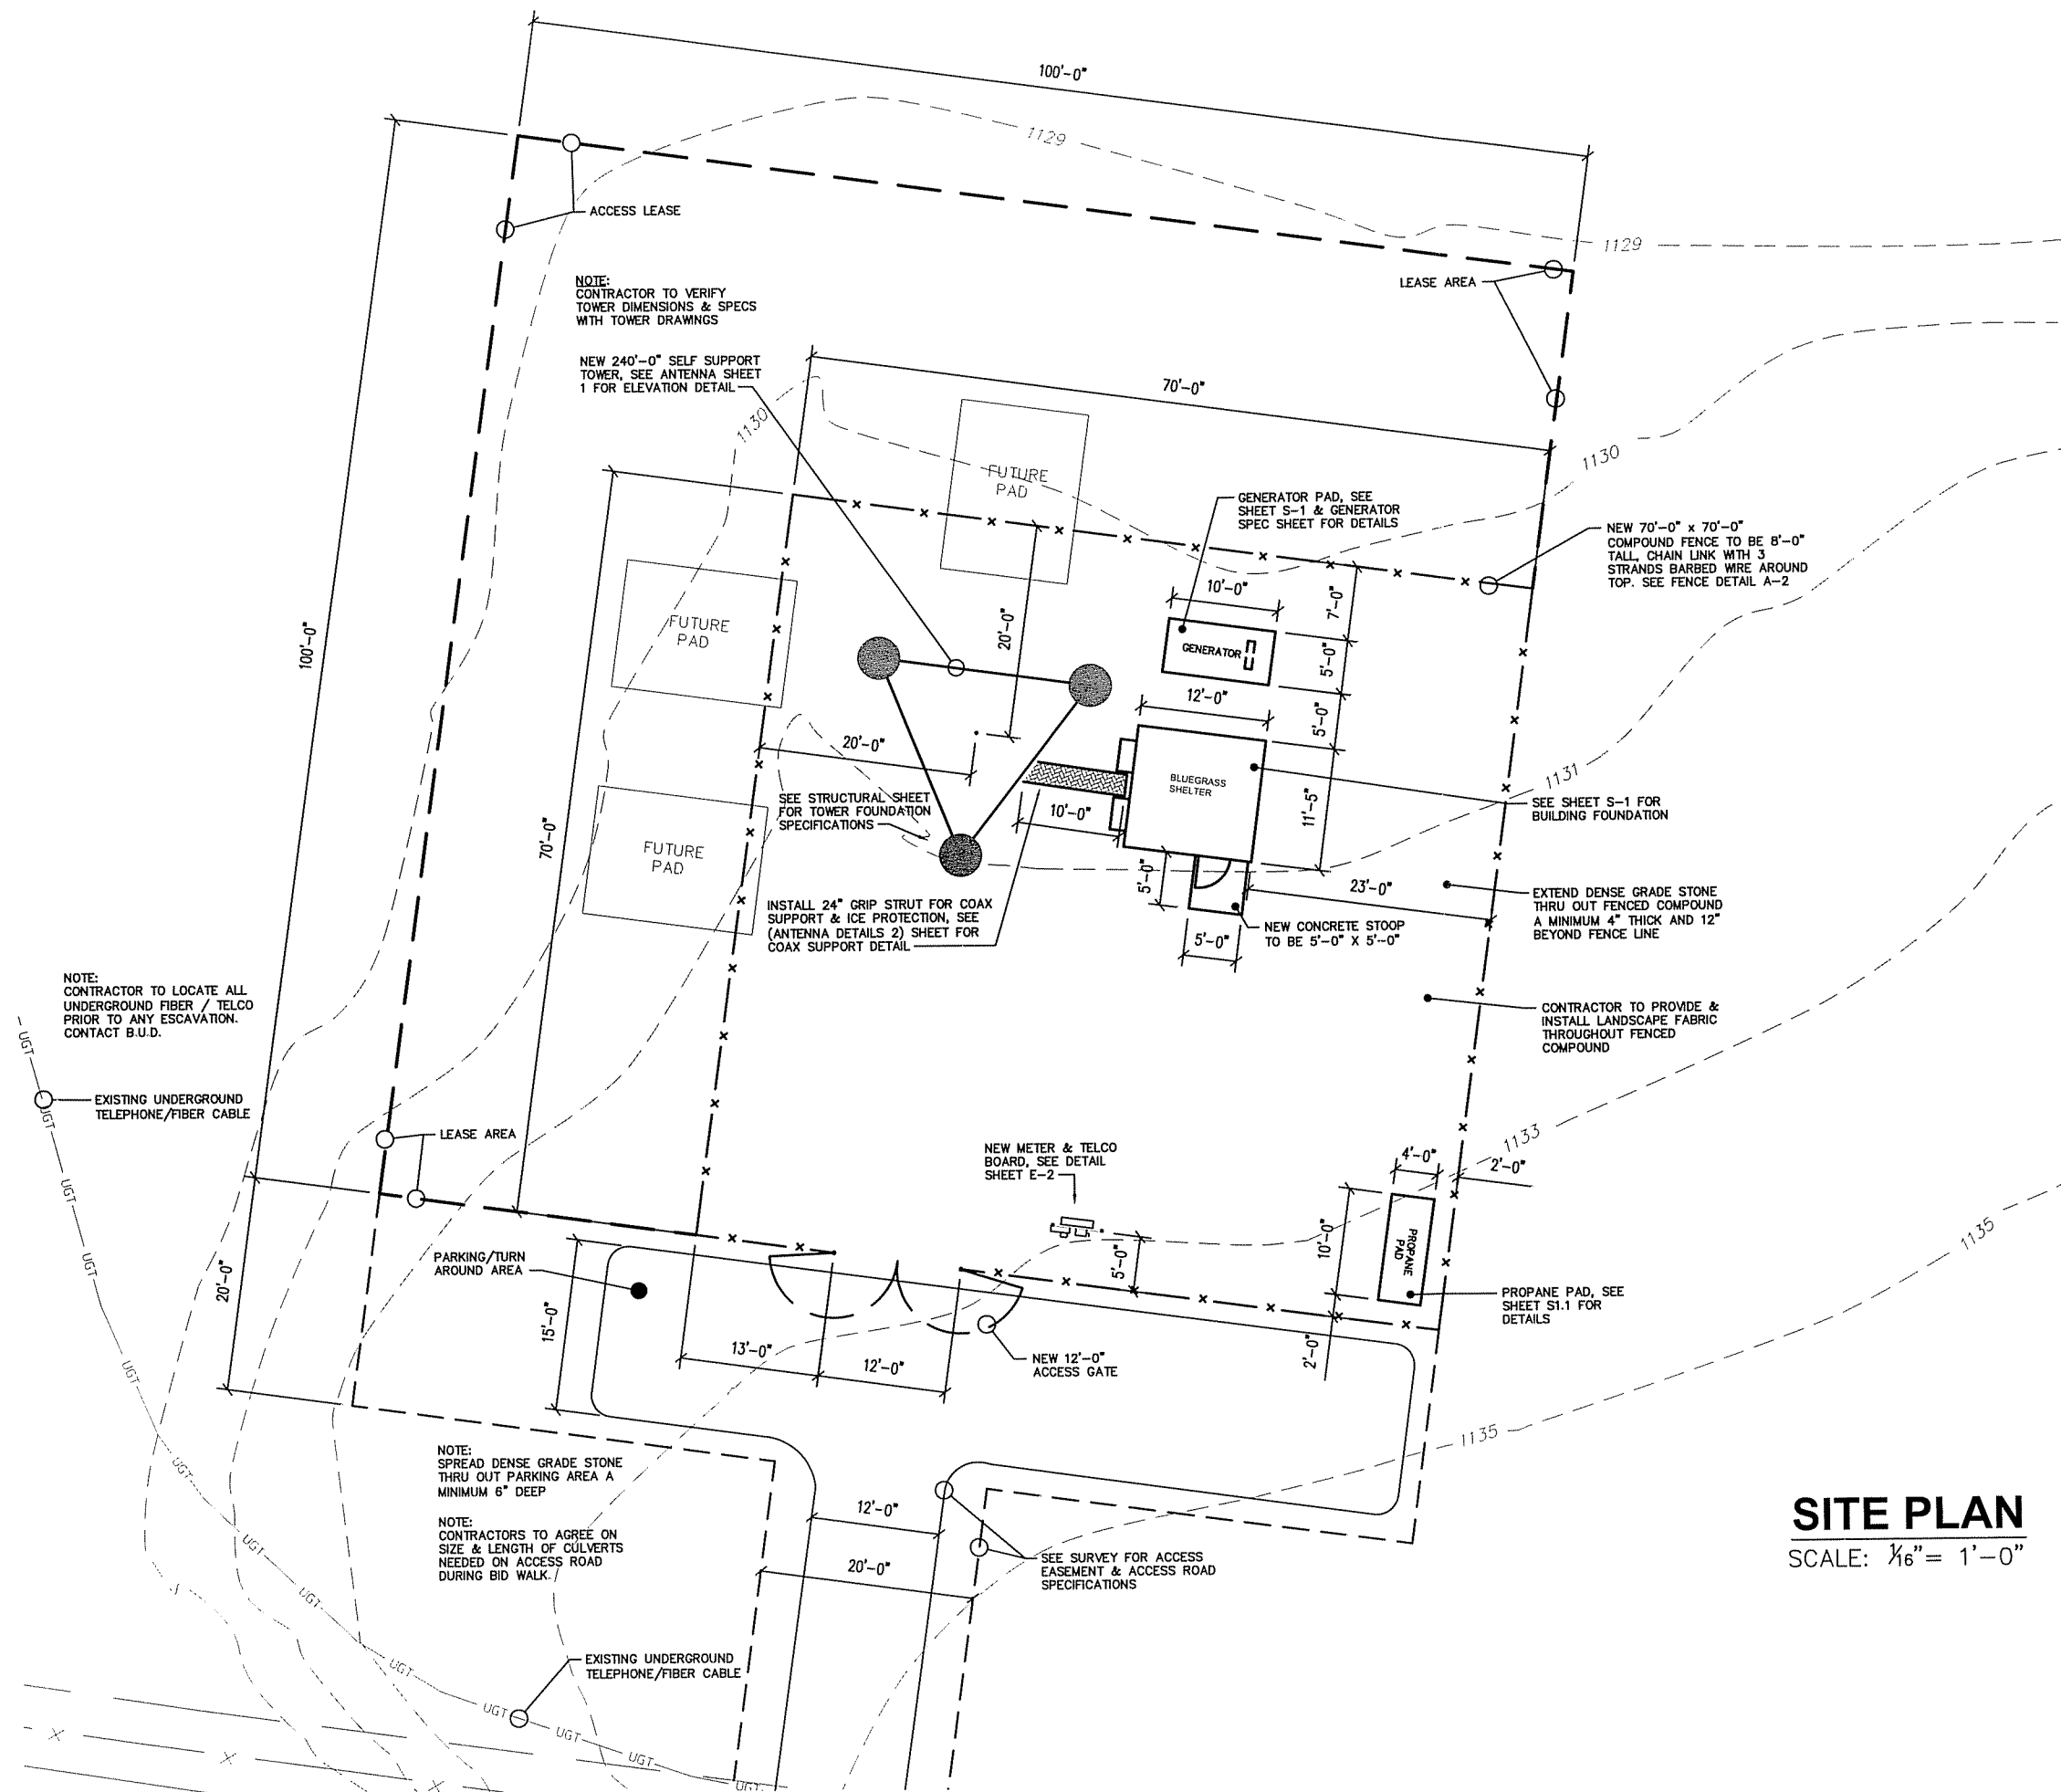 100'-0"
1129
ACCESS LEASE
1129
LEASE AREA
NOTE:
CONTRACTOR TO VERIFY
TOWER DIMENSIONS & SPECS
WITH TOWER DRAWINGS
NEW 240'-0" SELF SUPPORT
TOWER, SEE ANTENNA SHEET
1 FOR ELEVATION DETAIL
70'-0"
1130
1130
FUTURE
PAD
GENERATOR PAD, SEE
SHEET S-1 & GENERATOR
SPEC SHEET FOR DETAILS
NEW 70'-0" x 70'-0"
COMPOUND FENCE TO BE 8'-0"
TALL, CHAIN LINK WITH 3
STRANDS BARBED WIRE AROUND
TOP. SEE FENCE DETAIL A-2
100'-0"
FUTURE
PAD
20'-0"
10'-0"
7'-0"
GENERATOR
5'-0"
12'-0"
5'-0"
20'-0"
BLUEGRASS
SHELTER
1131
SEE STRUCTURAL SHEET
FOR TOWER FOUNDATION
SPECIFICATIONS
10'-0"
11'-5"
SEE SHEET S-1 FOR
BUILDING FOUNDATION
70'-0"
FUTURE
PAD
5'-0"
23'-0"
EXTEND DENSE GRADE STONE
THRU OUT FENCED COMPOUND
A MINIMUM 4" THICK AND 12"
BEYOND FENCE LINE
INSTALL 24" GRIP STRUT FOR COAX
SUPPORT & ICE PROTECTION, SEE
(ANTENNA DETAILS 2) SHEET FOR
COAX SUPPORT DETAIL
5'-0"
NEW CONCRETE STOOP
TO BE 5'-0" X 5'-0"
NOTE:
CONTRACTOR TO LOCATE ALL
UNDERGROUND FIBER / TELCO
PRIOR TO ANY ESCAVATION.
CONTACT B.U.D.
CONTRACTOR TO PROVIDE &
INSTALL LANDSCAPE FABRIC
THROUGHOUT FENCED
COMPOUND
UGT
EXISTING UNDERGROUND
TELEPHONE/FIBER CABLE
UGT
LEASE AREA
NEW METER & TELCO
BOARD, SEE DETAIL
SHEET E-2
1133
4'-0"
2'-0"
UGT
10'-0"
PROPANE
PAD
1135
UGT
PARKING/TURN
AROUND AREA
5'-0"
20'-0"
15'-0"
PROPANE PAD, SEE
SHEET S1.1 FOR
DETAILS
13'-0"
12'-0"
NEW 12'-0"
ACCESS GATE
2'-0"
UGT
1135
NOTE:
SPREAD DENSE GRADE STONE
THRU OUT PARKING AREA A
MINIMUM 6" DEEP
UGT
12'-0"
NOTE:
CONTRACTORS TO AGREE ON
SIZE & LENGTH OF CULVERTS
NEEDED ON ACCESS ROAD
DURING BID WALK.
UGT
20'-0"
SEE SURVEY FOR ACCESS
EASEMENT & ACCESS ROAD
SPECIFICATIONS
SITE PLAN
SCALE: 1/16"= 1'-0"
UGT
UGT
EXISTING UNDERGROUND
TELEPHONE/FIBER CABLE
UGT
UGT
UGT
UGT